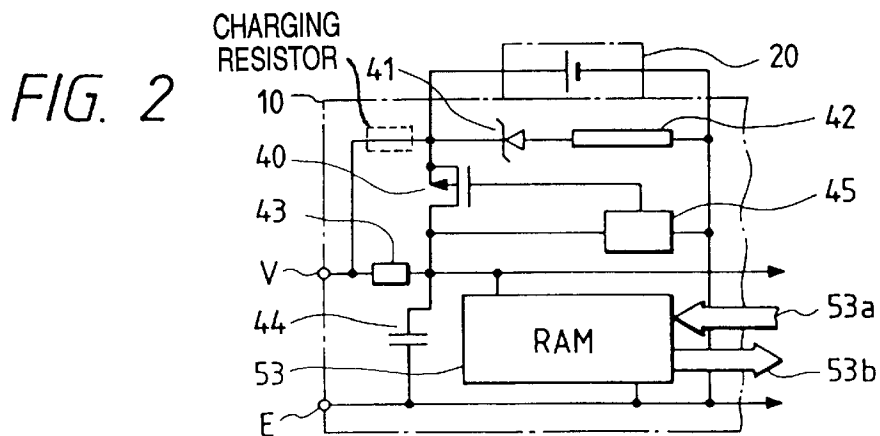 FIG. 2
CHARGING
RESISTOR
10
41
20
42
40
45
43
V
44
53
RAM
53a
53b
E